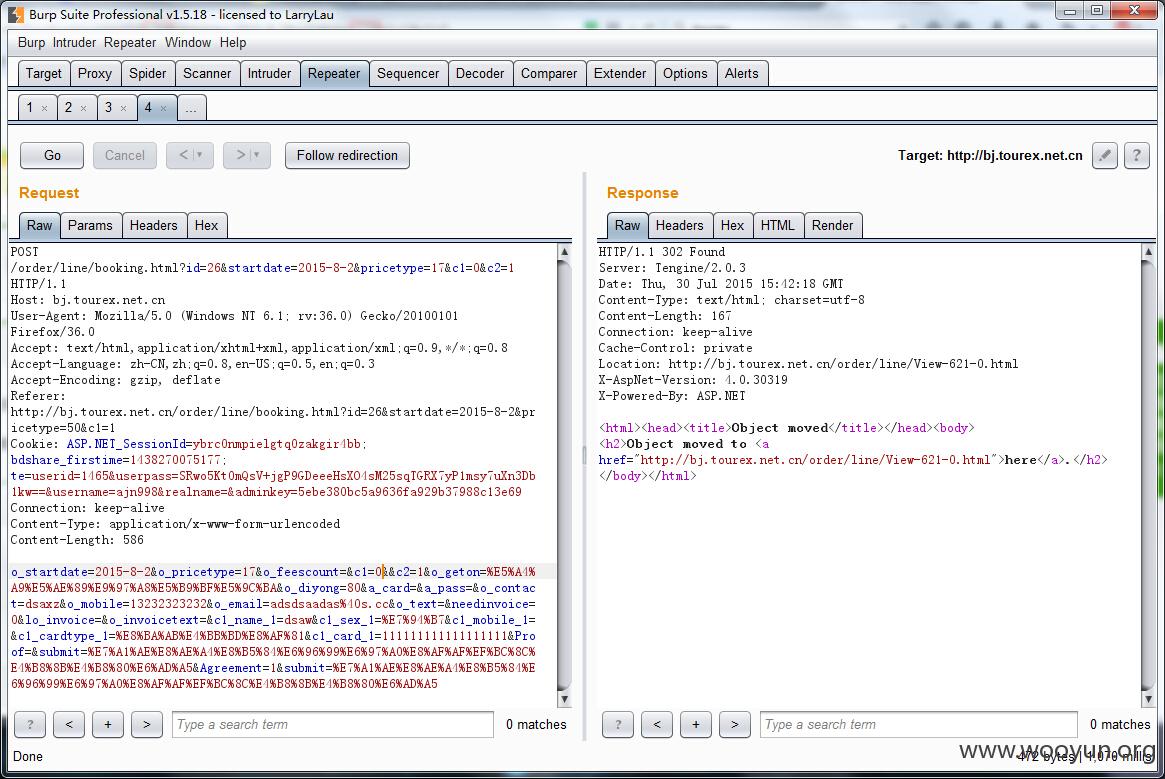 Burp Suite Professional v1.5.18 - licensed to LarryLau
Burp Intruder Repeater Window Help
Target Proxy Spider Scanner Intruder Repeater Sequencer Decoder Comparer Extender Options Alerts
1 × 2 × 3 × 4 × ...
Go Cancel < > Follow redirection Target: http://bj.tourex.net.cn ?
Request
Raw Params Headers Hex
POST
/order/line/booking.html?id=26&startdate=2015-8-2&pricetype=17&c1=0&c2=1
HTTP/1.1
Host: bj.tourex.net.cn
User-Agent: Mozilla/5.0 (Windows NT 6.1; rv:36.0) Gecko/20100101
Firefox/36.0
Accept: text/html,application/xhtml+xml,application/xml;q=0.9,*/*;q=0.8
Accept-Language: zh-CN,zh;q=0.8,en-US;q=0.5,en;q=0.3
Accept-Encoding: gzip, deflate
Referer:
http://bj.tourex.net.cn/order/line/booking.html?id=26&startdate=2015-8-2&pr
icetype=50&c1=1
Cookie: ASP.NET_SessionId=ybrc0nmpielgtq0zakgir4bb;
bdshare_firstime=1438270075177;
te=userid=1465&userpass=SRwo5Kt0mQsV+jgP9GDeeeHsXO4sM25sqTGRX7yP1msy7uXn3Db
1kw==&username=ajn998&realname=&adminkey=5ebe380bc5a9636fa929b37988c13e69
Connection: keep-alive
Content-Type: application/x-www-form-urlencoded
Content-Length: 586
o_startdate=2015-8-2&o_pricetype=17&o_feescount=&c1=0&c2=1&o_geton=%E5%A4%
A9%E5%AE%89%E9%97%A8%E5%B9%BF%E5%9C%BA&o_diyong=80&a_card=&a_pass=&o_contac
t=dsaxz&o_mobile=13232323232&o_email=adsdsaadas%40s.cc&o_text=&needinvoice=
0&lo_invoice=&o_invoicetext=&c1_name_1=dsaw&c1_sex_1=%E7%94%B7&c1_mobile_1=
&c1_cardtype_1=%E8%BA%AB%E4%BB%BD%E8%AF%81&c1_card_1=111111111111111111&Pro
of=&submit=%E7%A1%AE%E8%AE%A4%E8%B5%84%E6%96%99%E6%97%A0%E8%AF%AF%EF%BC%8C%
E4%B8%8B%E4%B8%80%E6%AD%A5&Agreement=1&submit=%E7%A1%AE%E8%AE%A4%E8%B5%84%E
6%96%99%E6%97%A0%E8%AF%AF%EF%BC%8C%E4%B8%8B%E4%B8%80%E6%AD%A5
? < + > Type a search term 0 matches
Response
Raw Headers Hex HTML Render
HTTP/1.1 302 Found
Server: Tengine/2.0.3
Date: Thu, 30 Jul 2015 15:42:18 GMT
Content-Type: text/html; charset=utf-8
Content-Length: 167
Connection: keep-alive
Cache-Control: private
Location: http://bj.tourex.net.cn/order/line/View-621-0.html
X-AspNet-Version: 4.0.30319
X-Powered-By: ASP.NET
<html><head><title>Object moved</title></head><body>
<h2>Object moved to <a
href="http://bj.tourex.net.cn/order/line/View-621-0.html">here</a>.</h2>
</body></html>
? < + > Type a search term 0 matches
Done
472 bytes | 1,070 millis
www.wooyun.org